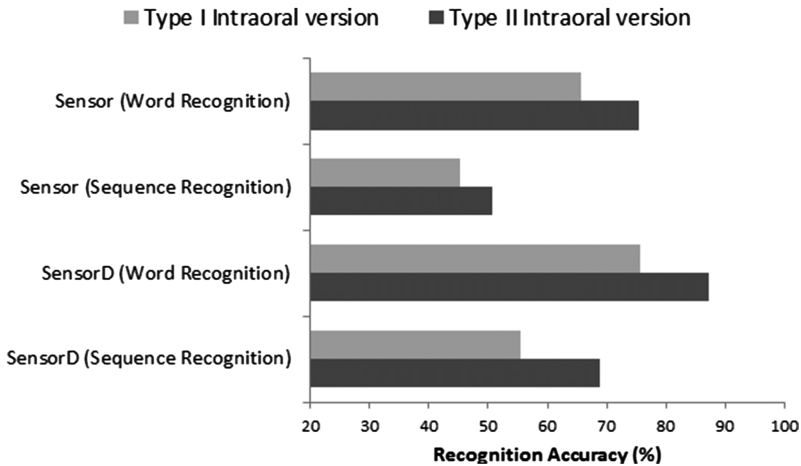 Type I Intraoral version Type II Intraoral version
Sensor (Word Recognition)
Sensor (Sequence Recognition)
SensorD (Word Recognition)
SensorD (Sequence Recognition)
20 30 40 50 60 70 80 90 100
Recognition Accuracy (%)